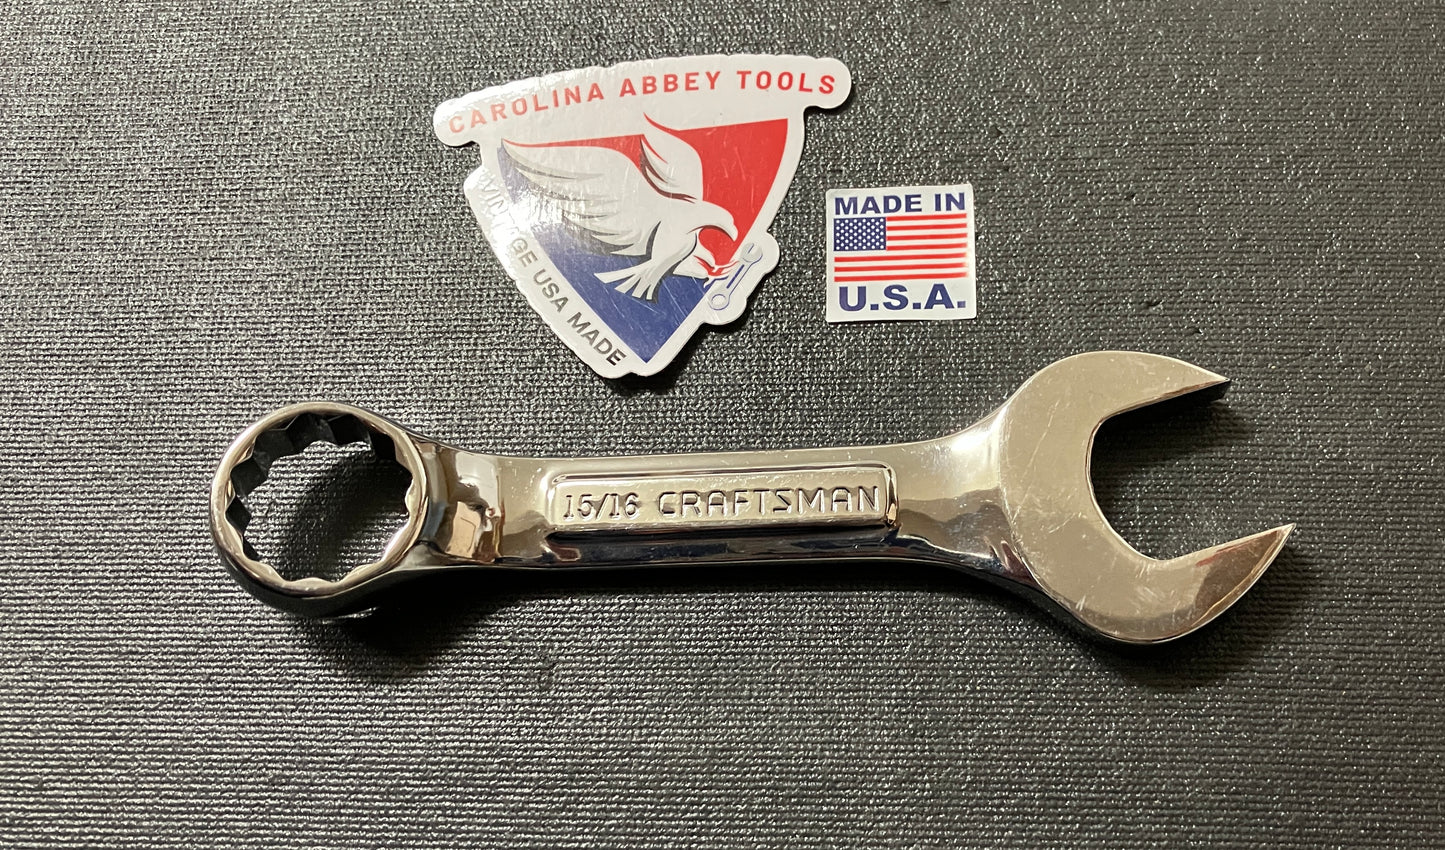 CAROLINA ABBEY TOOLS
VINTAGE USA MADE
MADE IN
U.S.A.
15/16 CRAFTSMAN